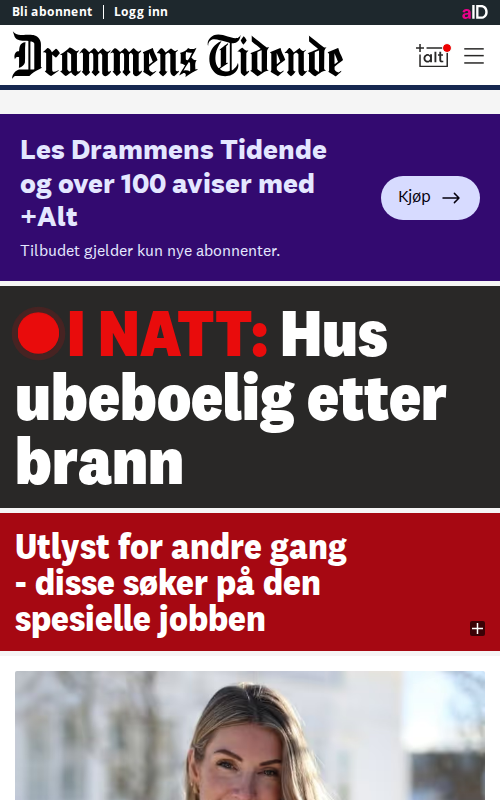 Bli abonnent | Logg inn
aID
Drammens Tidende
+alt
Les Drammens Tidende
og over 100 aviser med
+Alt
Kjøp →
Tilbudet gjelder kun nye abonnenter.
I NATT: Hus
ubeboelig etter
brann
Utlyst for andre gang
- disse søker på den
spesielle jobben